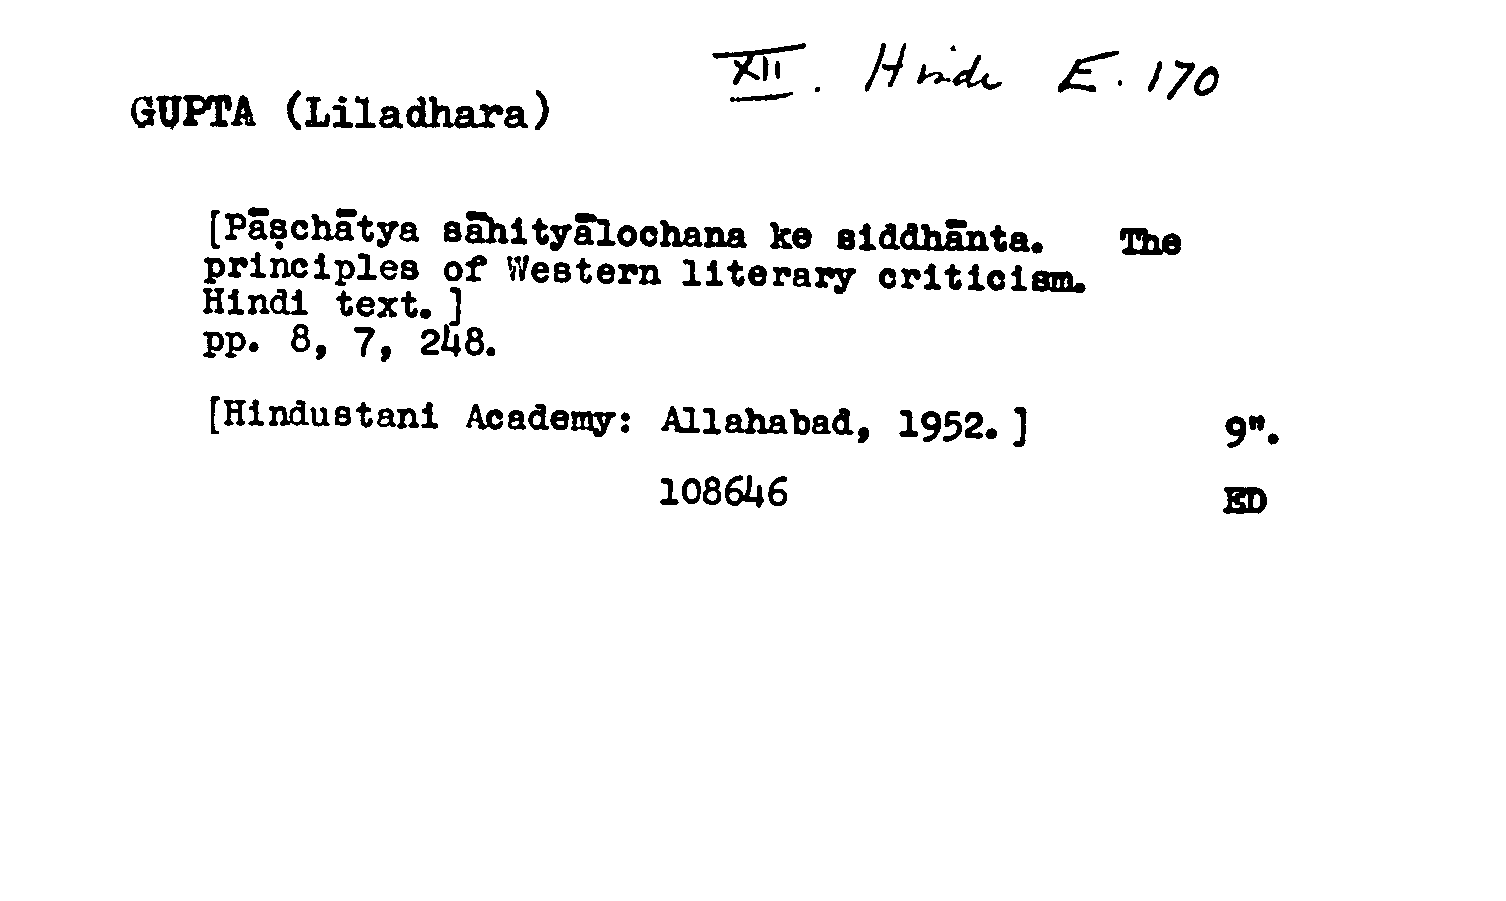 XII. Hindi E. 170
GUPTA (Liladhara)
[Pāṣchātya sāhityālochana ke siddhānta. The
principles of Western literary criticism.
Hindi text.]
pp. 8, 7, 248.
[Hindustani Academy: Allahabad, 1952.] 9".
108646 ED